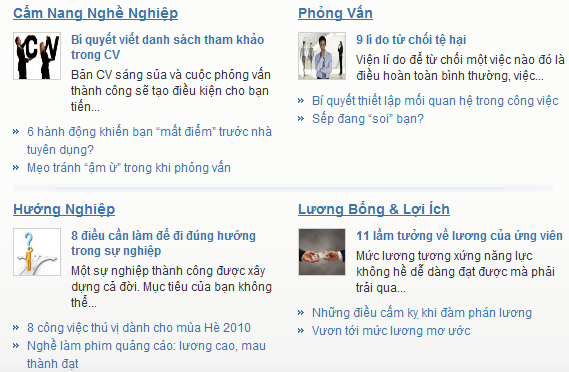 Cẩm Nang Nghề Nghiệp
Bí quyết viết danh sách tham khảo
trong CV
Bản CV sáng sủa và cuộc phỏng vấn
thành công sẽ tạo điều kiện cho bạn
tiến...
6 hành động khiến bạn “mất điểm” trước nhà
tuyển dụng?
Mẹo tránh “ậm ừ” trong khi phỏng vấn
Phỏng Vấn
9 lí do từ chối tệ hại
Viện lí do để từ chối một việc nào đó là
điều hoàn toàn bình thường, việc...
Bí quyết thiết lập mối quan hệ trong công việc
Sếp đang “soi” bạn?
Hướng Nghiệp
8 điều cần làm để đi đúng hướng
trong sự nghiệp
Một sự nghiệp thành công được xây
dựng cả đời. Mục tiêu của bạn không
thể...
8 công việc thú vị dành cho mùa Hè 2010
Nghề làm phim quảng cáo: lương cao, mau
thành đạt
Lương Bổng & Lợi Ích
11 lầm tưởng về lương của ứng viên
Mức lương tương xứng năng lực
không hề dễ dàng đạt được mà phải
trải qua...
Những điều cấm kỵ khi đàm phán lương
Vươn tới mức lương mơ ước